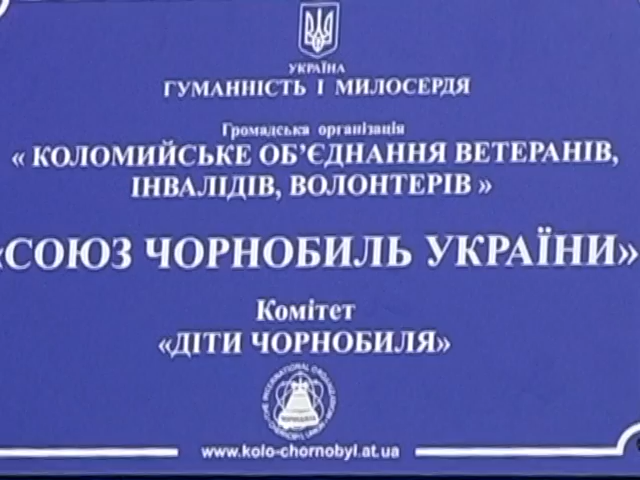 УКРАЇНА
ГУМАННІСТЬ І МИЛОСЕРДЯ
Громадська організація
« КОЛОМИЙСЬКЕ ОБ’ЄДНАННЯ ВЕТЕРАНІВ,
ІНВАЛІДІВ, ВОЛОНТЕРІВ »
«СОЮЗ ЧОРНОБИЛЬ УКРАЇНИ»
Комітет
«ДІТИ ЧОРНОБИЛЯ»
www.kolo-chornobyl.at.ua